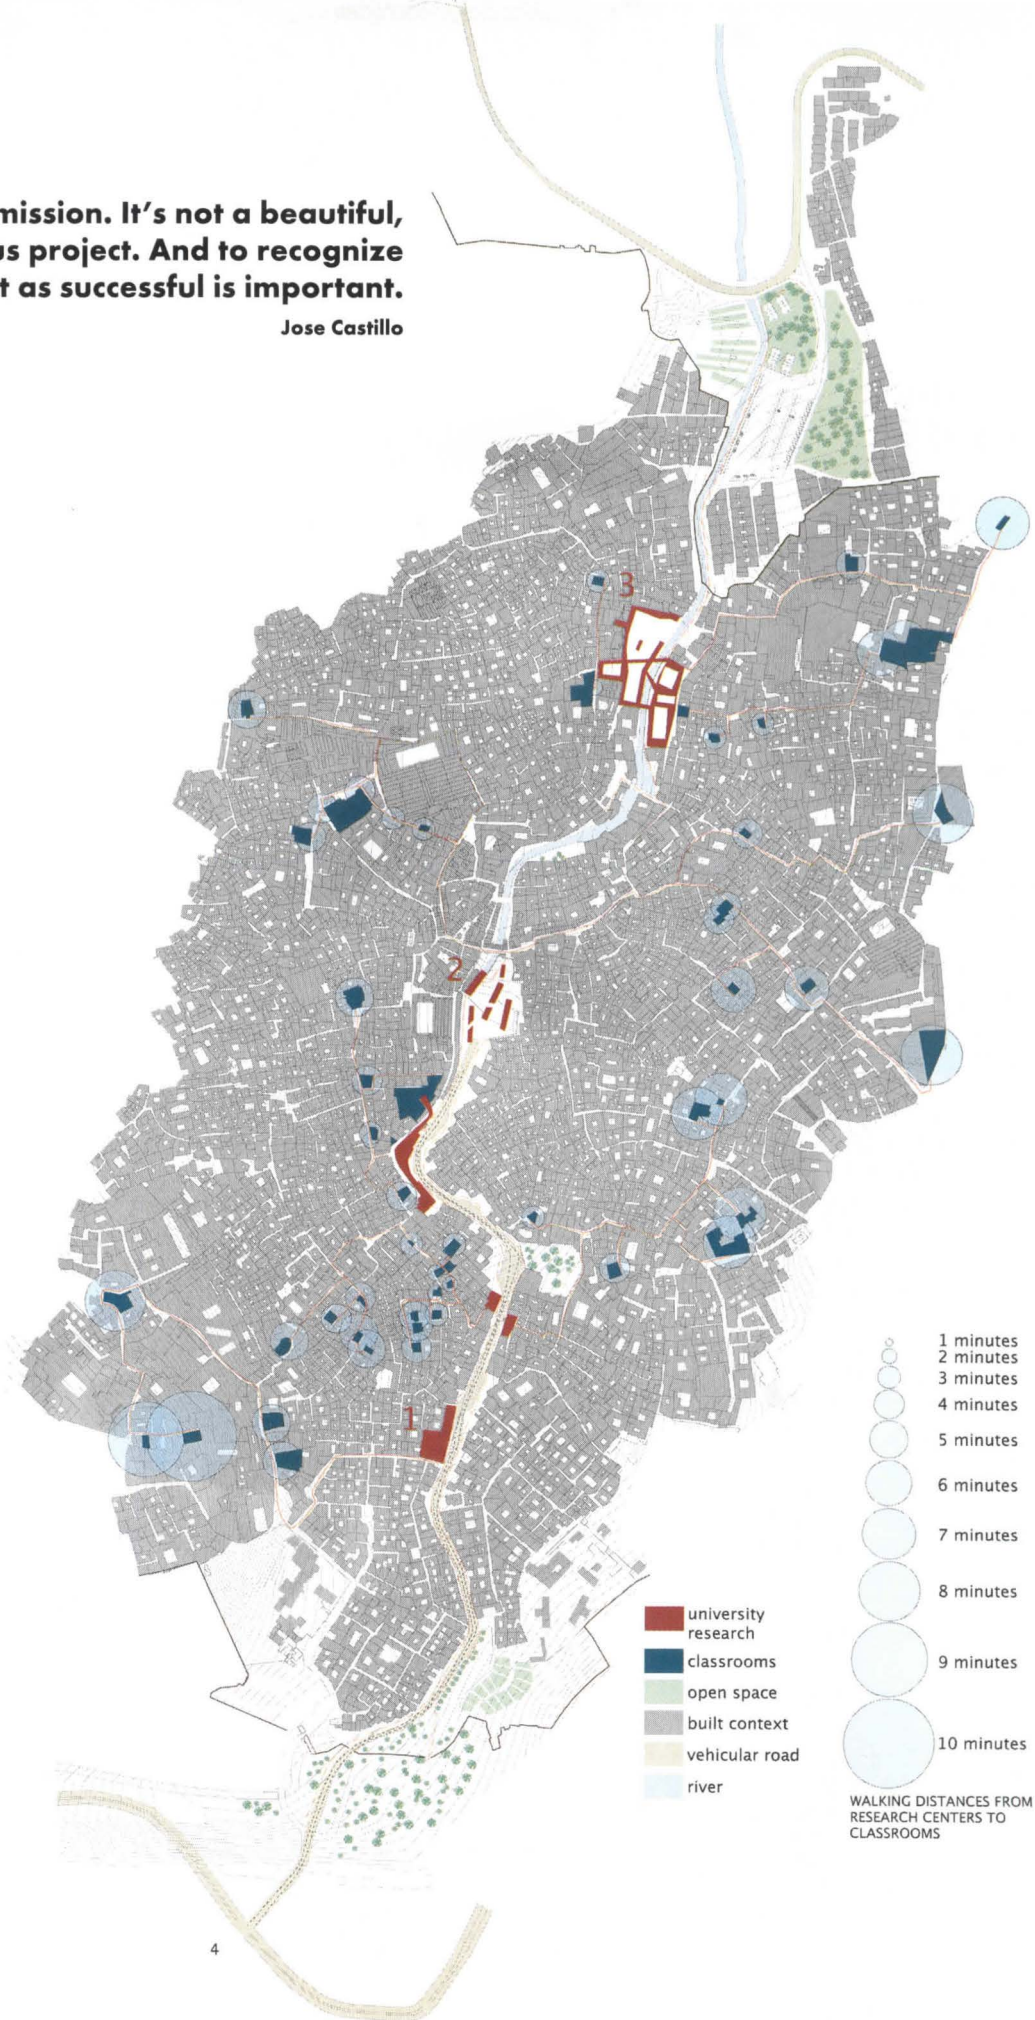 mission. It's not a beautiful,
us project. And to recognize
t as successful is important.
Jose Castillo
3
2
1
1 minutes
2 minutes
3 minutes
4 minutes
5 minutes
6 minutes
7 minutes
8 minutes
9 minutes
10 minutes
university
research
classrooms
open space
built context
vehicular road
river
WALKING DISTANCES FROM
RESEARCH CENTERS TO
CLASSROOMS
4